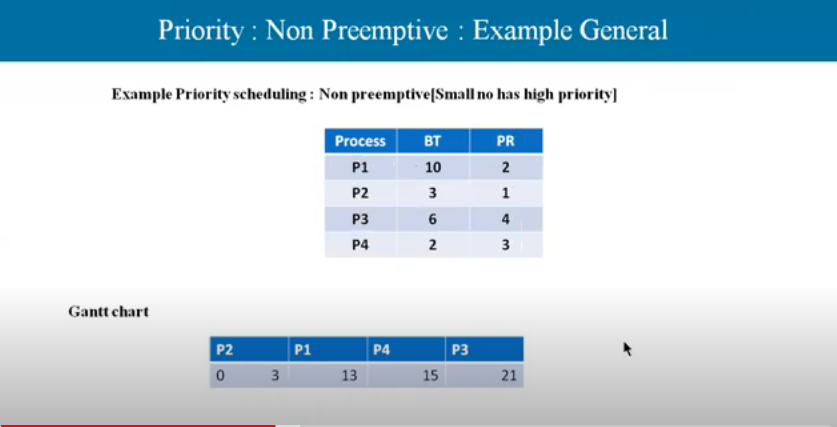 Priority : Non Preemptive : Example General
Example Priority scheduling : Non preemptive[Small no has high priority]
Process BT PR
P1 10 2
P2 3 1
P3 6 4
P4 2 3
Gantt chart
P2 P1 P4 P3
0 3 13 15 21